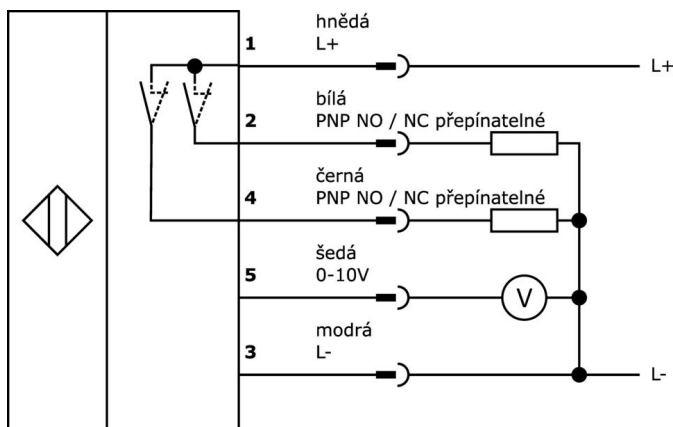 hnědá
1 L+
L+
bílá
2 PNP NO / NC přepínatelné
černá
4 PNP NO / NC přepínatelné
šedá
5 0-10V
V
modrá
3 L-
L-